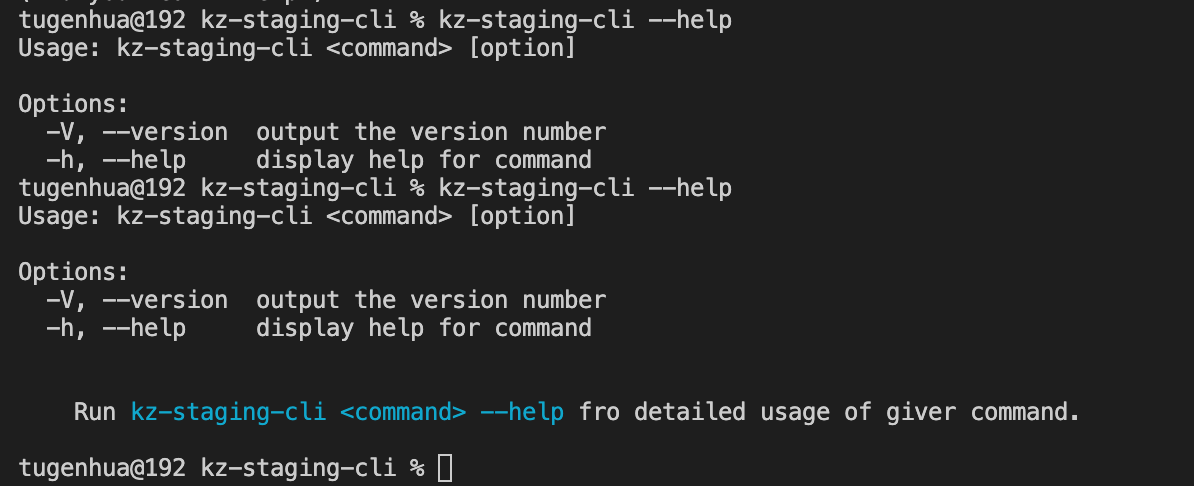 tugenhua@192 kz-staging-cli % kz-staging-cli --help
Usage: kz-staging-cli <command> [option]
Options:
-V, --version  output the version number
-h, --help     display help for command
tugenhua@192 kz-staging-cli % kz-staging-cli --help
Usage: kz-staging-cli <command> [option]
Options:
-V, --version  output the version number
-h, --help     display help for command
Run kz-staging-cli <command> --help fro detailed usage of giver command.
tugenhua@192 kz-staging-cli %